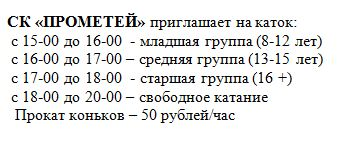 СК «ПРОМЕТЕЙ» приглашает на каток:
с 15-00 до 16-00 - младшая группа (8-12 лет)
с 16-00 до 17-00 – средняя группа (13-15 лет)
с 17-00 до 18-00 - старшая группа (16 +)
с 18-00 до 20-00 – свободное катание
Прокат коньков – 50 рублей/час